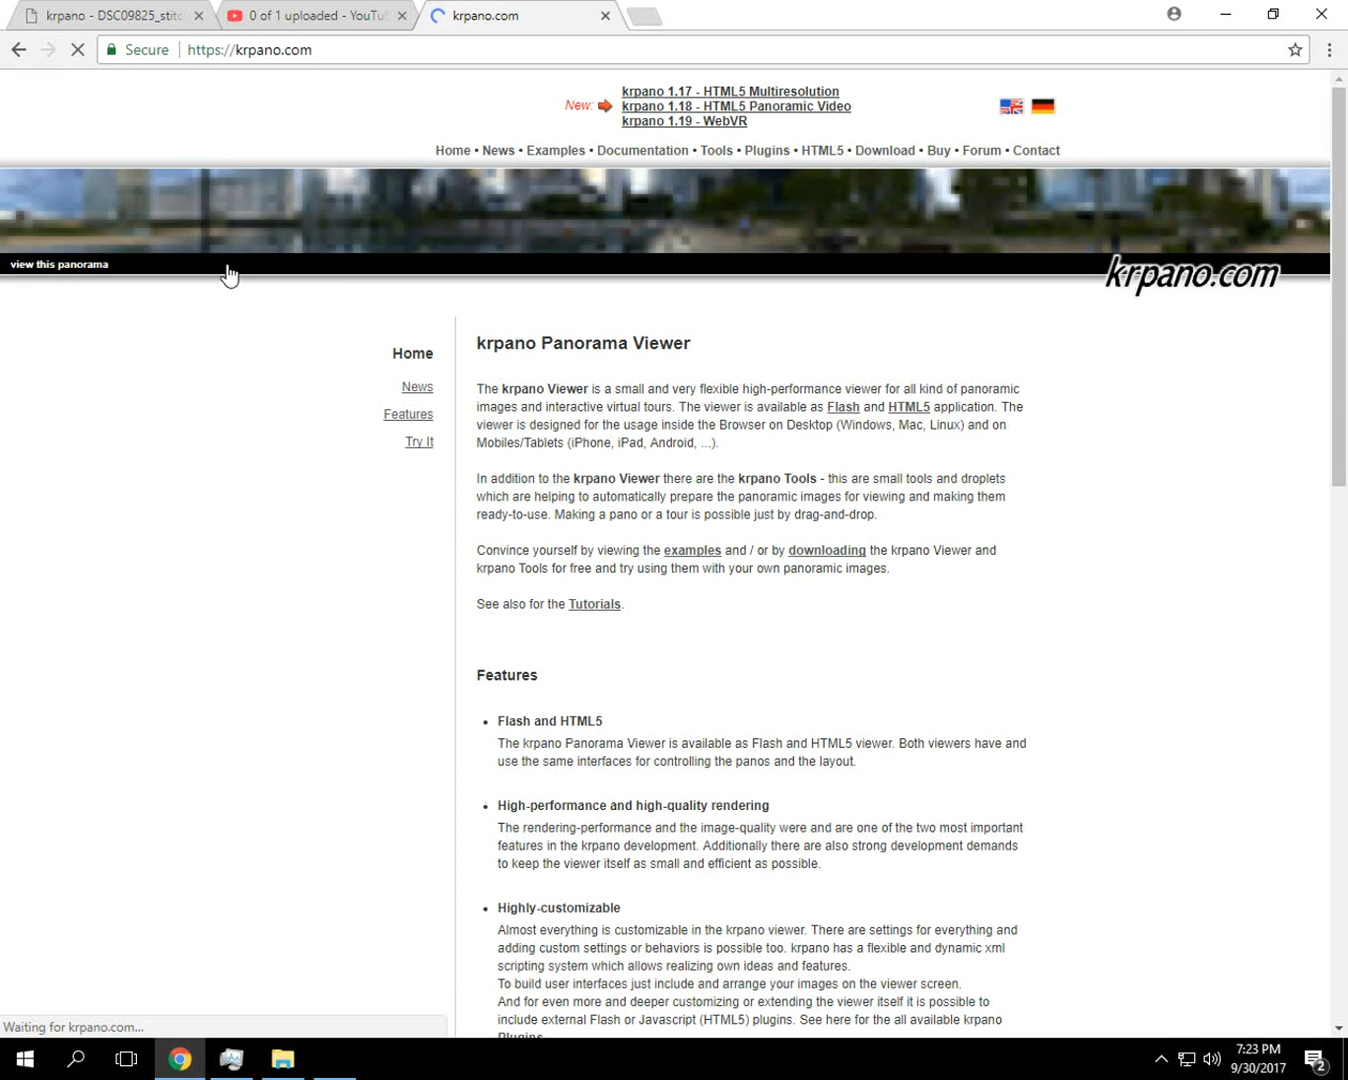 krpano - DSC09825_stitc
0 of 1 uploaded - YouTu
krpano.com
Secure
https://krpano.com
New:
krpano 1.17 - HTML5 Multiresolution
krpano 1.18 - HTML5 Panoramic Video
krpano 1.19 - WebVR
Home • News • Examples • Documentation • Tools • Plugins • HTML5 • Download • Buy • Forum • Contact
view this panorama
krpano.com
Home
News
Features
Try It
krpano Panorama Viewer
The krpano Viewer is a small and very flexible high-performance viewer for all kind of panoramic
images and interactive virtual tours. The viewer is available as Flash and HTML5 application. The
viewer is designed for the usage inside the Browser on Desktop (Windows, Mac, Linux) and on
Mobiles/Tablets (iPhone, iPad, Android, ...).
In addition to the krpano Viewer there are the krpano Tools - this are small tools and droplets
which are helping to automatically prepare the panoramic images for viewing and making them
ready-to-use. Making a pano or a tour is possible just by drag-and-drop.
Convince yourself by viewing the examples and / or by downloading the krpano Viewer and
krpano Tools for free and try using them with your own panoramic images.
See also for the Tutorials.
Features
• Flash and HTML5
The krpano Panorama Viewer is available as Flash and HTML5 viewer. Both viewers have and
use the same interfaces for controlling the panos and the layout.
• High-performance and high-quality rendering
The rendering-performance and the image-quality were and are one of the two most important
features in the krpano development. Additionally there are also strong development demands
to keep the viewer itself as small and efficient as possible.
• Highly-customizable
Almost everything is customizable in the krpano viewer. There are settings for everything and
adding custom settings or behaviors is possible too. krpano has a flexible and dynamic xml
scripting system which allows realizing own ideas and features.
To build user interfaces just include and arrange your images on the viewer screen.
And for even more and deeper customizing or extending the viewer itself it is possible to
include external Flash or Javascript (HTML5) plugins. See here for the all available krpano
Plugins
Waiting for krpano.com...
7:23 PM
9/30/2017
2